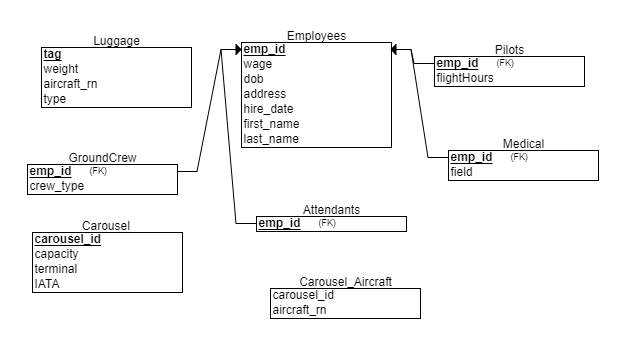 Luggage
tag
weight
aircraft_rn
type
Employees
emp_id
wage
dob
address
hire_date
first_name
last_name
Pilots
emp_id (FK)
flightHours
GroundCrew
emp_id (FK)
crew_type
Medical
emp_id (FK)
field
Attendants
emp_id (FK)
Carousel
carousel_id
capacity
terminal
IATA
Carousel_Aircraft
carousel_id
aircraft_rn